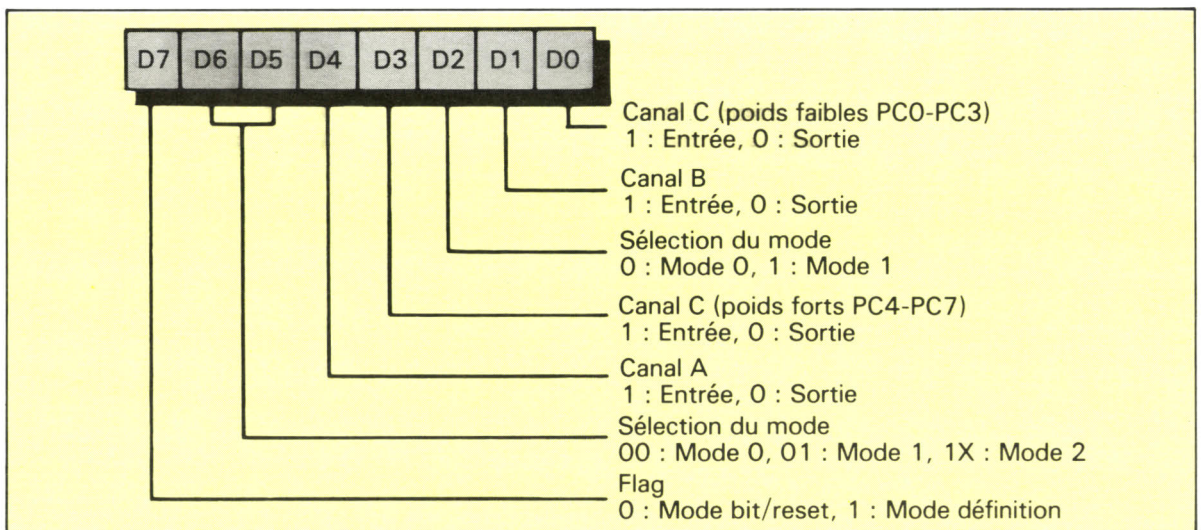 D7 D6 D5 D4 D3 D2 D1 D0
Canal C (poids faibles PC0-PC3)
1 : Entrée, 0 : Sortie
Canal B
1 : Entrée, 0 : Sortie
Sélection du mode
0 : Mode 0, 1 : Mode 1
Canal C (poids forts PC4-PC7)
1 : Entrée, 0 : Sortie
Canal A
1 : Entrée, 0 : Sortie
Sélection du mode
00 : Mode 0, 01 : Mode 1, 1X : Mode 2
Flag
0 : Mode bit/reset, 1 : Mode définition